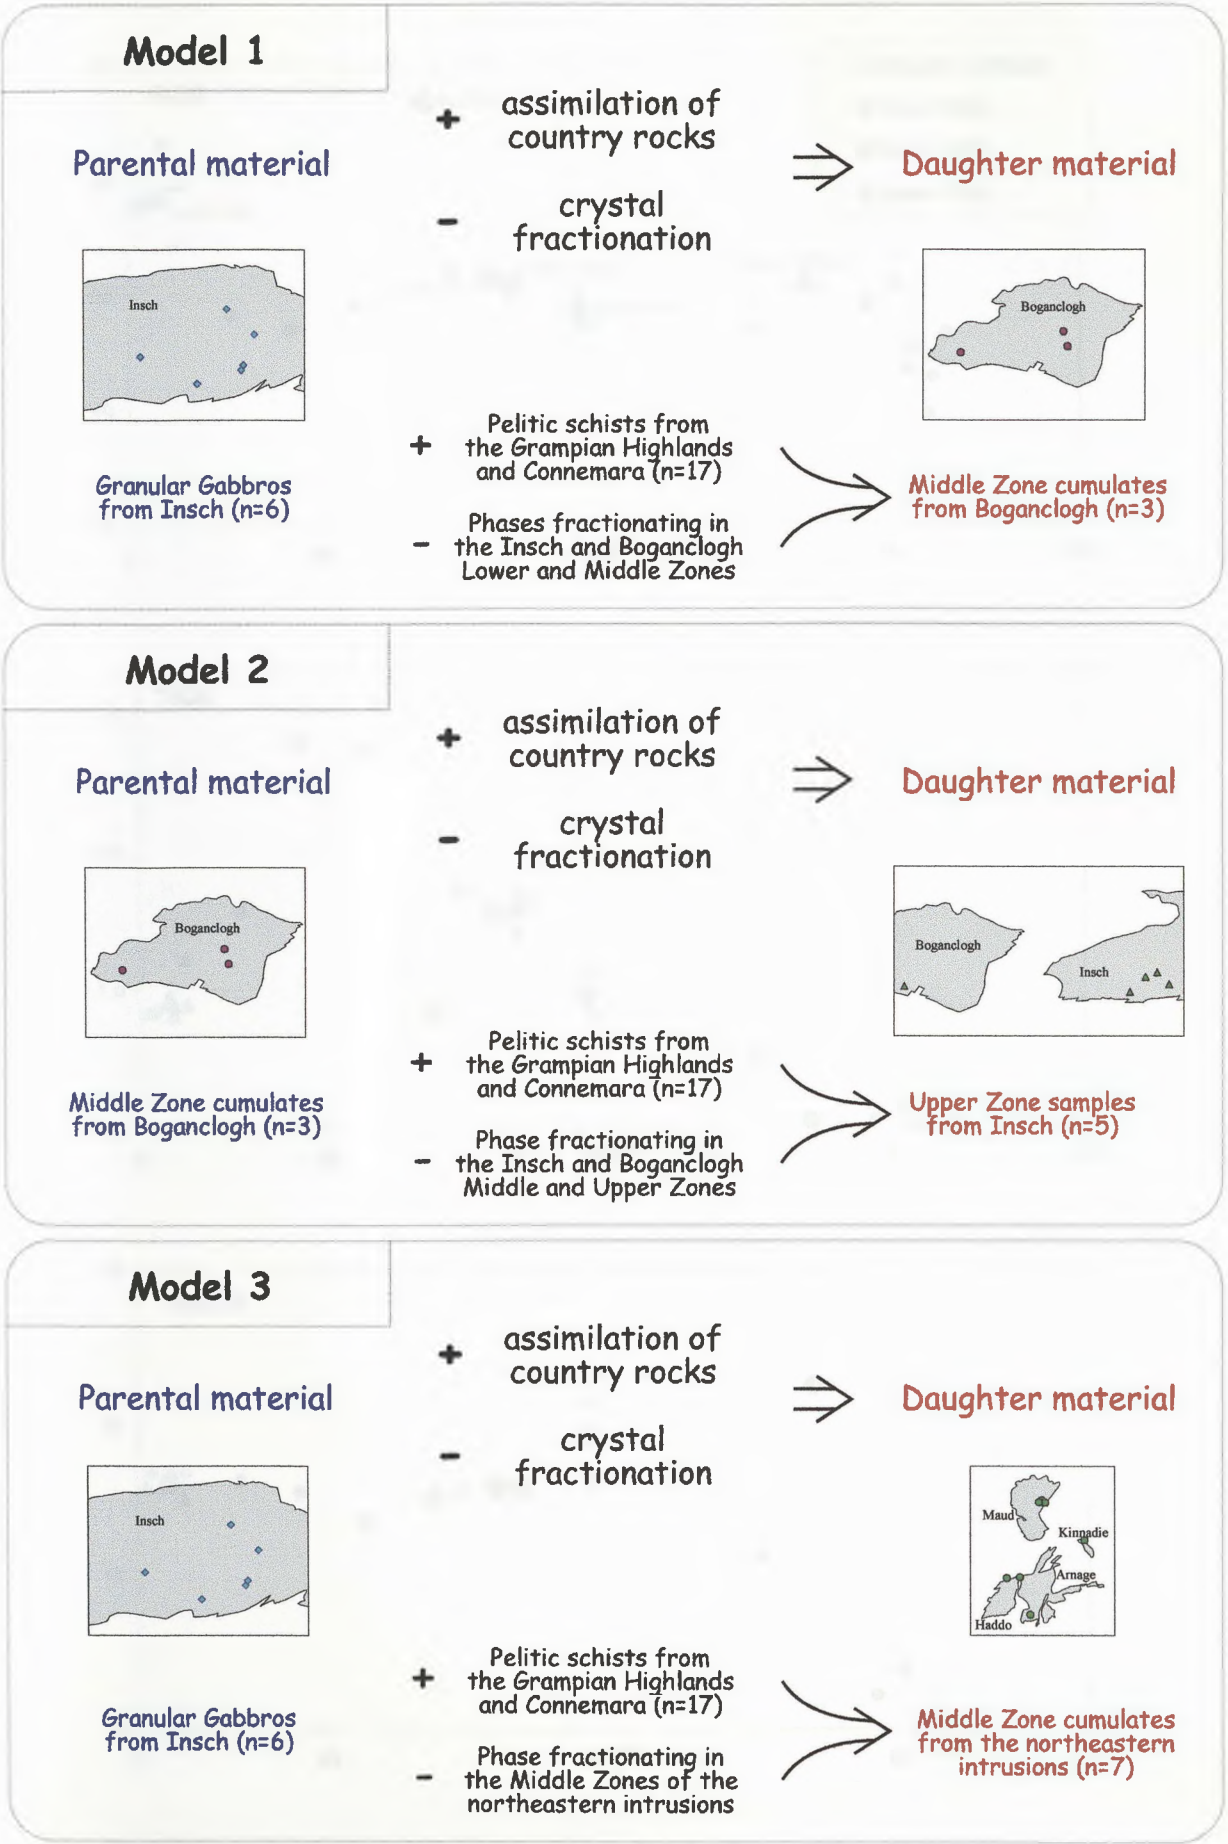 Model 1
+ assimilation of
country rocks
Parental material
⇒
Daughter material
- crystal
fractionation
Insch
Boganclogh
+ Pelitic schists from
the Grampian Highlands
and Connemara (n=17)
Granular Gabbros
from Insch (n=6)
- Phases fractionating in
the Insch and Boganclogh
Lower and Middle Zones
Middle Zone cumulates
from Boganclogh (n=3)
Model 2
+ assimilation of
country rocks
Parental material
⇒
Daughter material
- crystal
fractionation
Boganclogh
Boganclogh
Insch
+ Pelitic schists from
the Grampian Highlands
and Connemara (n=17)
Middle Zone cumulates
from Boganclogh (n=3)
- Phase fractionating in
the Insch and Boganclogh
Middle and Upper Zones
Upper Zone samples
from Insch (n=5)
Model 3
+ assimilation of
country rocks
Parental material
⇒
Daughter material
- crystal
fractionation
Insch
Maud
Kinnadie
Arnage
Haddo
+ Pelitic schists from
the Grampian Highlands
and Connemara (n=17)
Granular Gabbros
from Insch (n=6)
- Phase fractionating in
the Middle Zones of the
northeastern intrusions
Middle Zone cumulates
from the northeastern
intrusions (n=7)